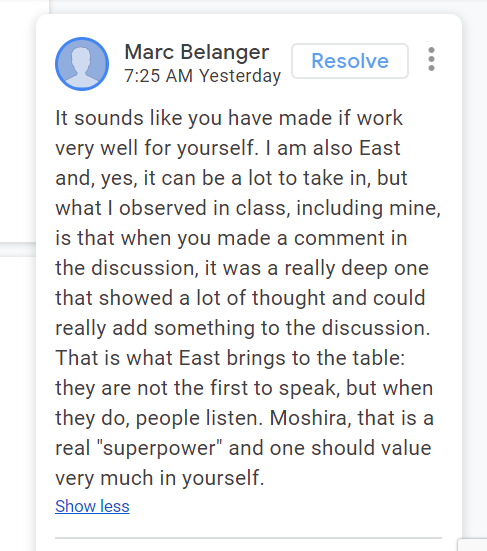 Marc Belanger
7:25 AM Yesterday
Resolve
It sounds like you have made if work
very well for yourself. I am also East
and, yes, it can be a lot to take in, but
what I observed in class, including mine,
is that when you made a comment in
the discussion, it was a really deep one
that showed a lot of thought and could
really add something to the discussion.
That is what East brings to the table:
they are not the first to speak, but when
they do, people listen. Moshira, that is a
real "superpower" and one should value
very much in yourself.
Show less